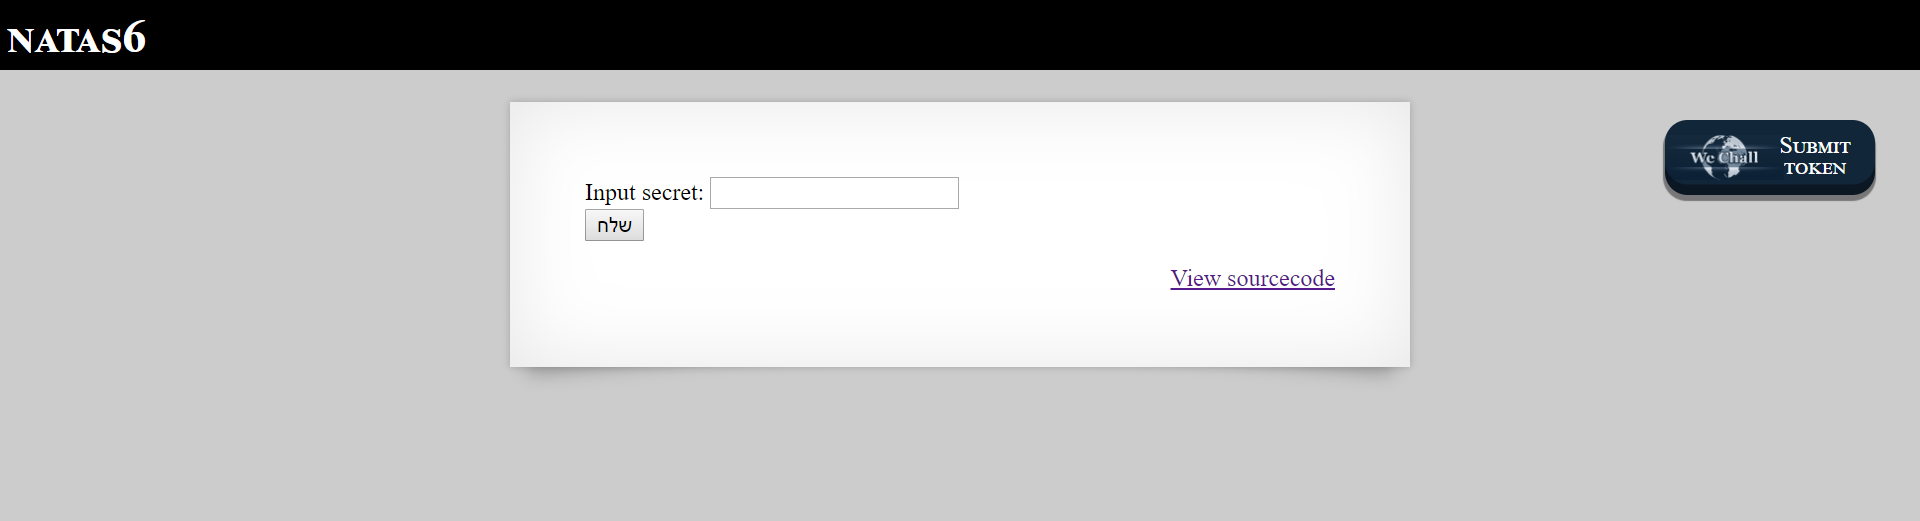 NATAS6
We Chall
SUBMIT
TOKEN
Input secret:
שלח
View sourcecode